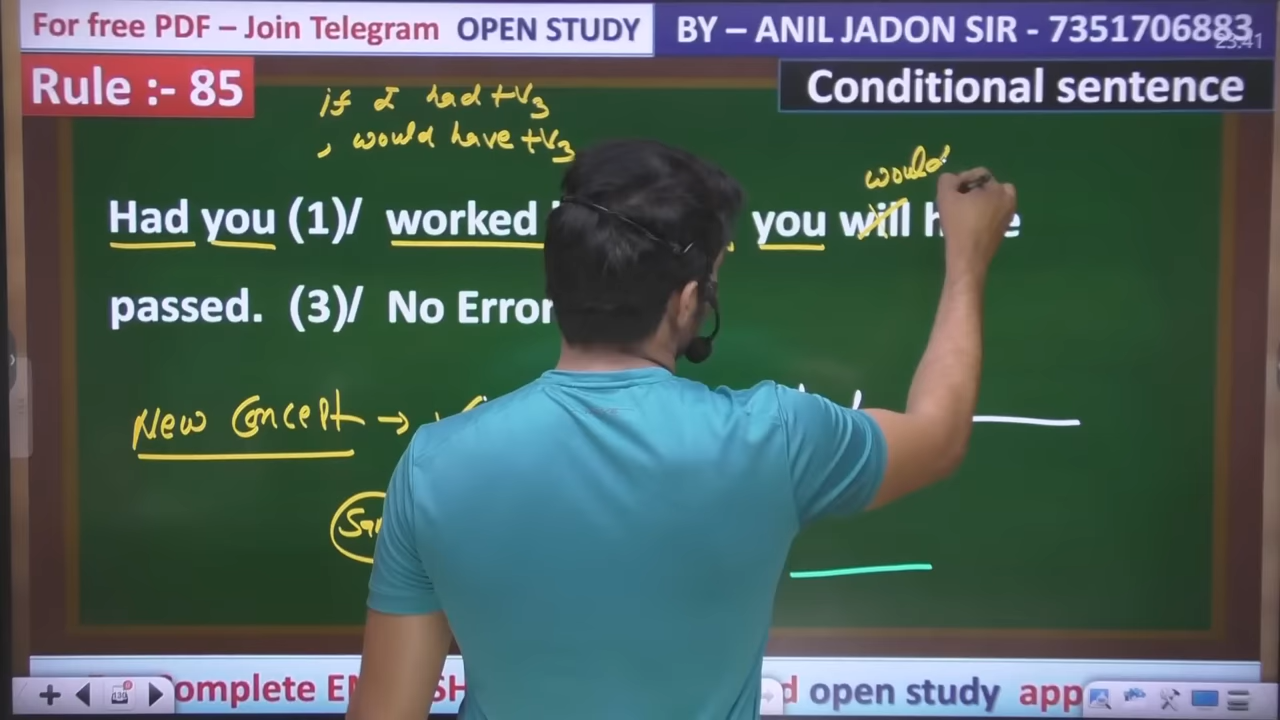 For free PDF – Join Telegram OPEN STUDY BY – ANIL JADON SIR - 7351706883
23:41
Rule :- 85
Conditional sentence
if I had +V3
, would have +V3
would
Had you (1)/ worked you will
passed. (3)/ No Error
New Concept →
omplete open study app